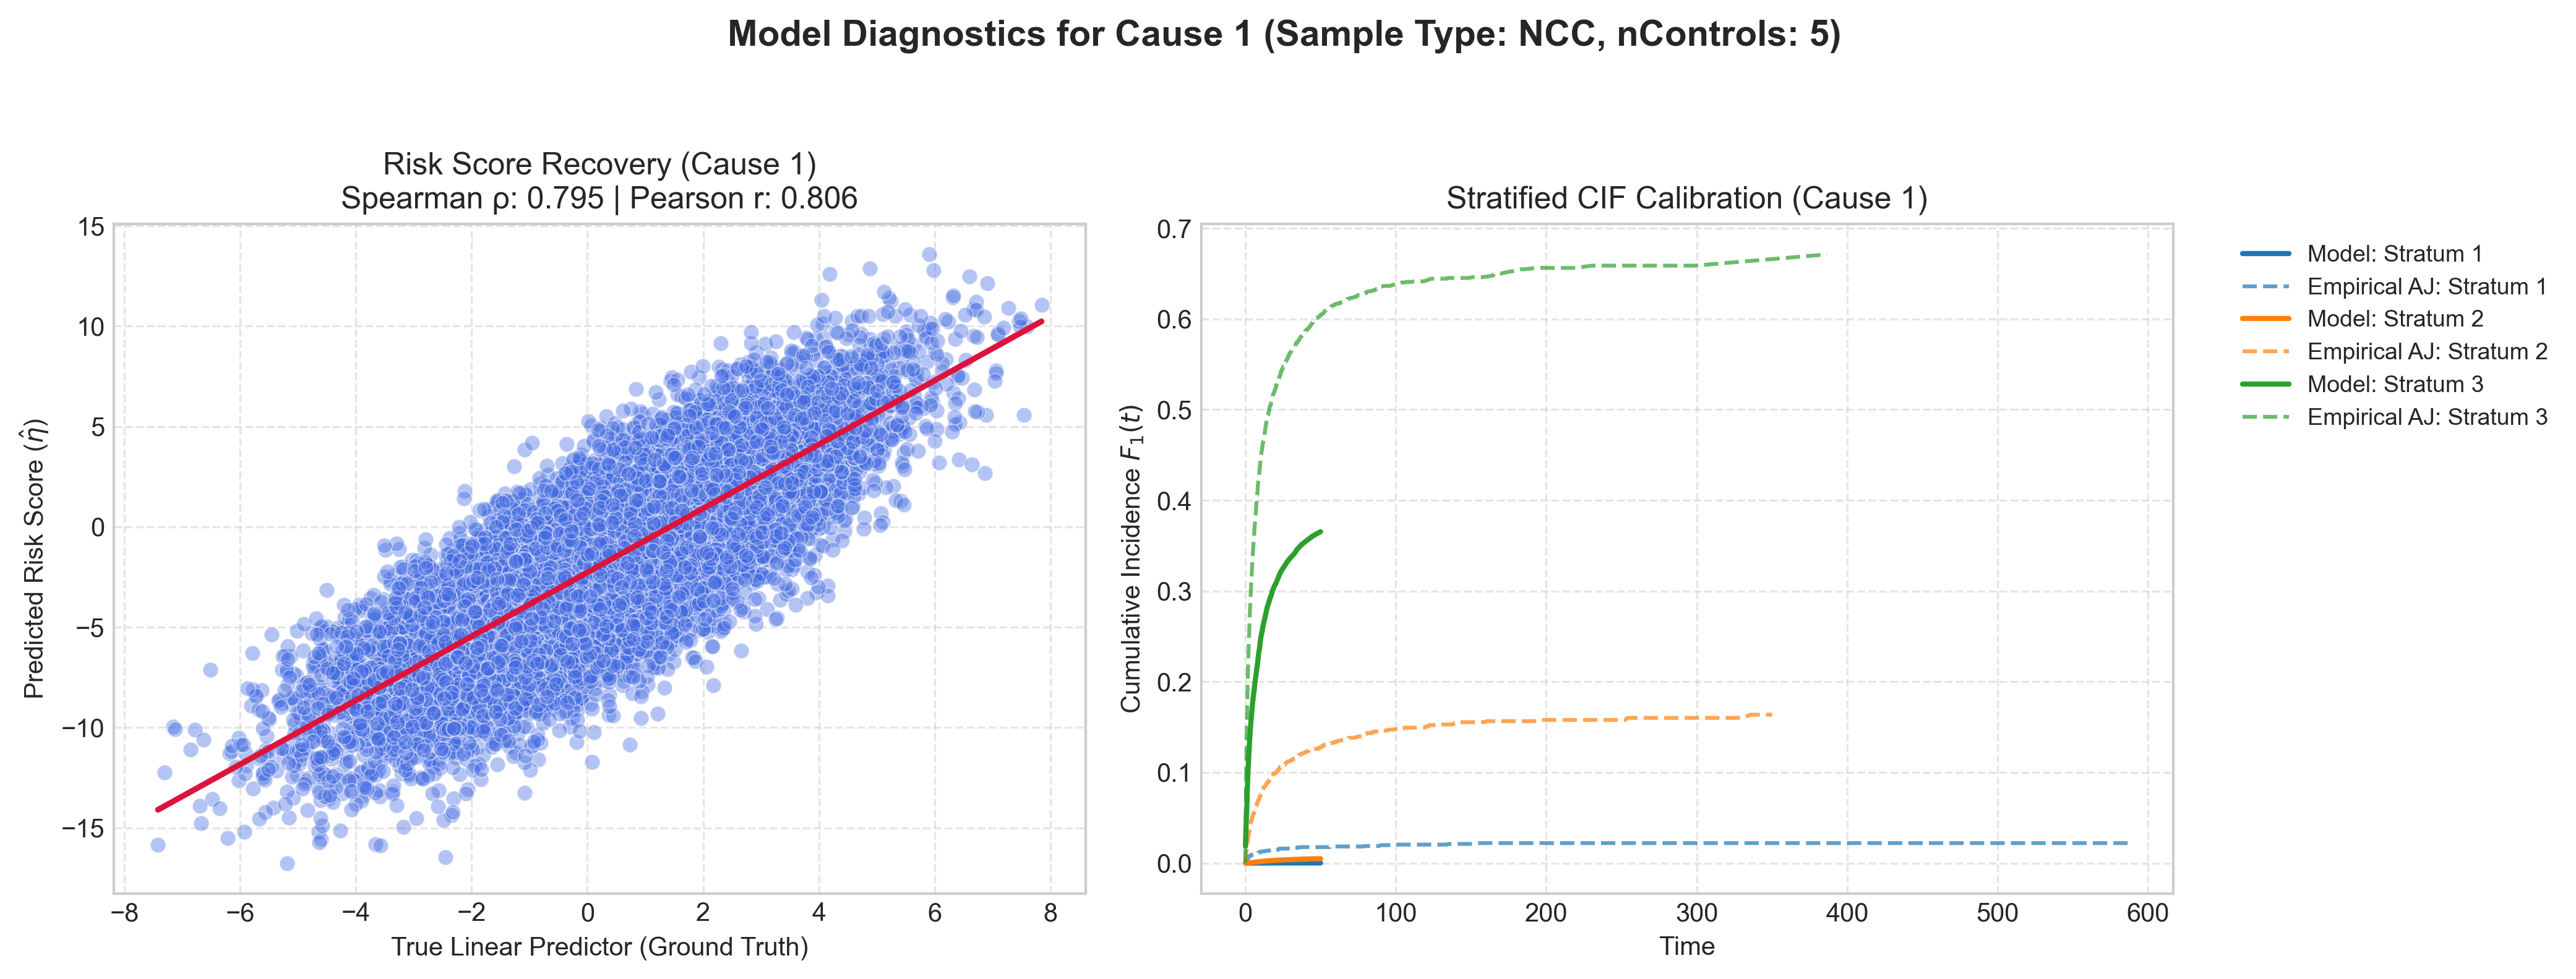 Model Diagnostics for Cause 1 (Sample Type: NCC, nControls: 5)
Risk Score Recovery (Cause 1)
Spearman ρ: 0.795 | Pearson r: 0.806
15
10
5
0
−5
−10
−15
Predicted Risk Score (η̂)
−8
−6
−4
−2
0
2
4
6
8
True Linear Predictor (Ground Truth)
Stratified CIF Calibration (Cause 1)
0.7
0.6
0.5
0.4
0.3
0.2
0.1
0.0
Cumulative Incidence F₁(t)
0
100
200
300
400
500
600
Time
Model: Stratum 1
Empirical AJ: Stratum 1
Model: Stratum 2
Empirical AJ: Stratum 2
Model: Stratum 3
Empirical AJ: Stratum 3